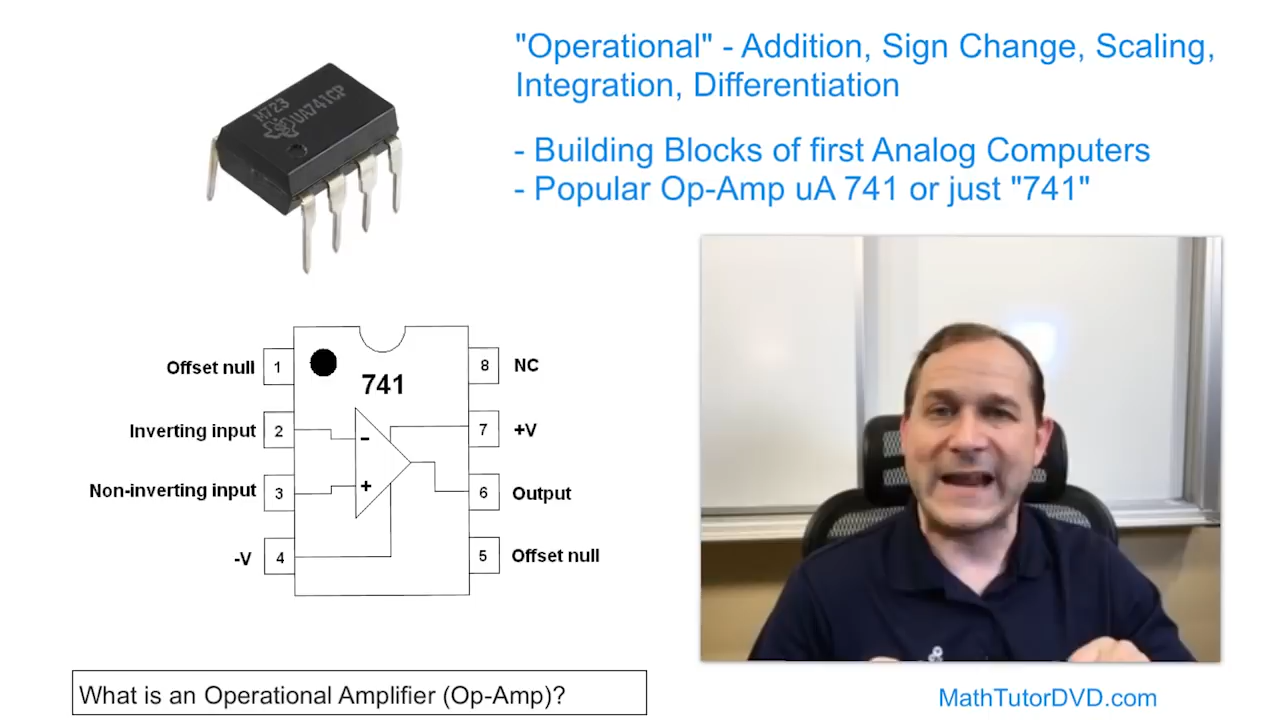 "Operational" - Addition, Sign Change, Scaling,
Integration, Differentiation
- Building Blocks of first Analog Computers
- Popular Op-Amp uA 741 or just "741"
M723
UA741CP
741
Offset null 1
8 NC
Inverting input 2
-
7 +V
Non-inverting input 3
+
6 Output
-V 4
5 Offset null
What is an Operational Amplifier (Op-Amp)?
MathTutorDVD.com